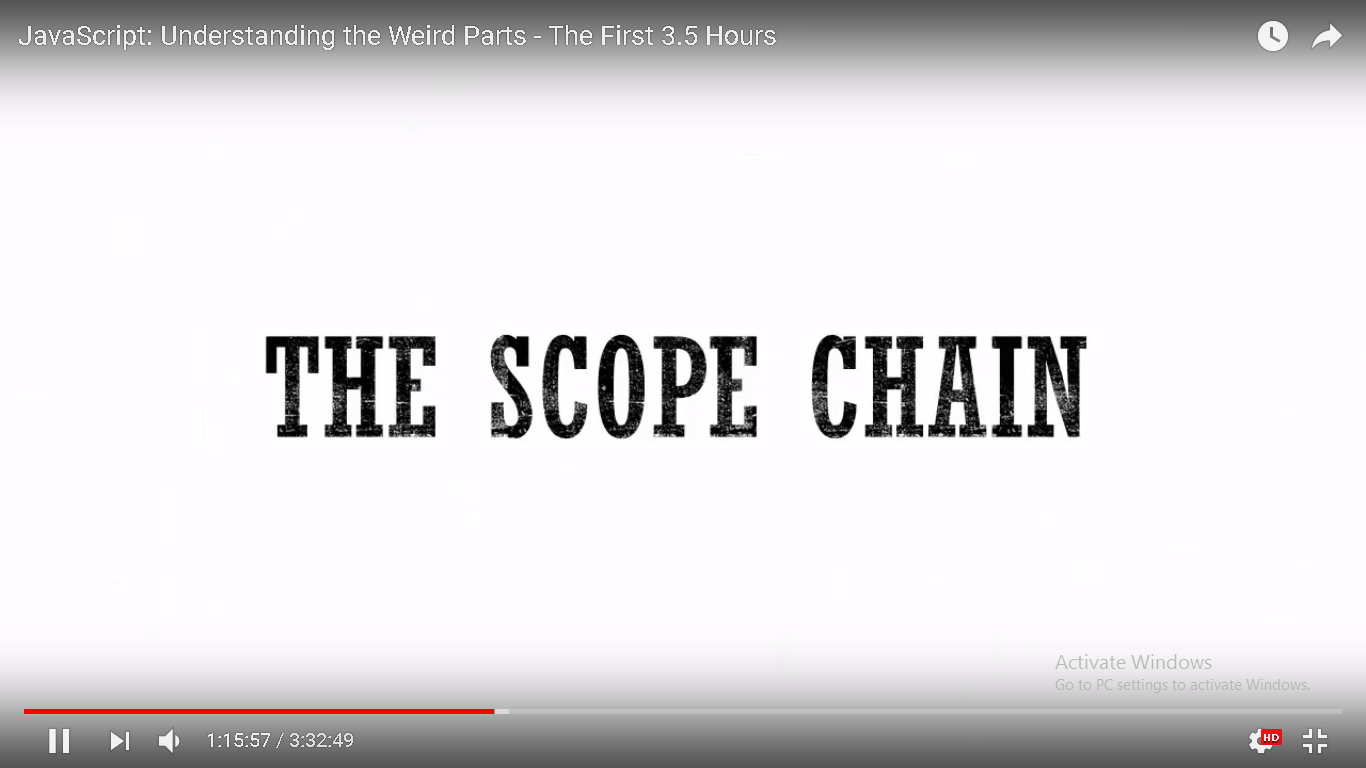 JavaScript: Understanding the Weird Parts - The First 3.5 Hours
THE SCOPE CHAIN
Activate Windows
Go to PC settings to activate Windows.
1:15:57 / 3:32:49
HD